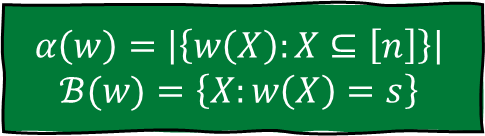 α(w) = |{w(X): X ⊆ [n]}|
ℬ(w) = {X: w(X) = s}